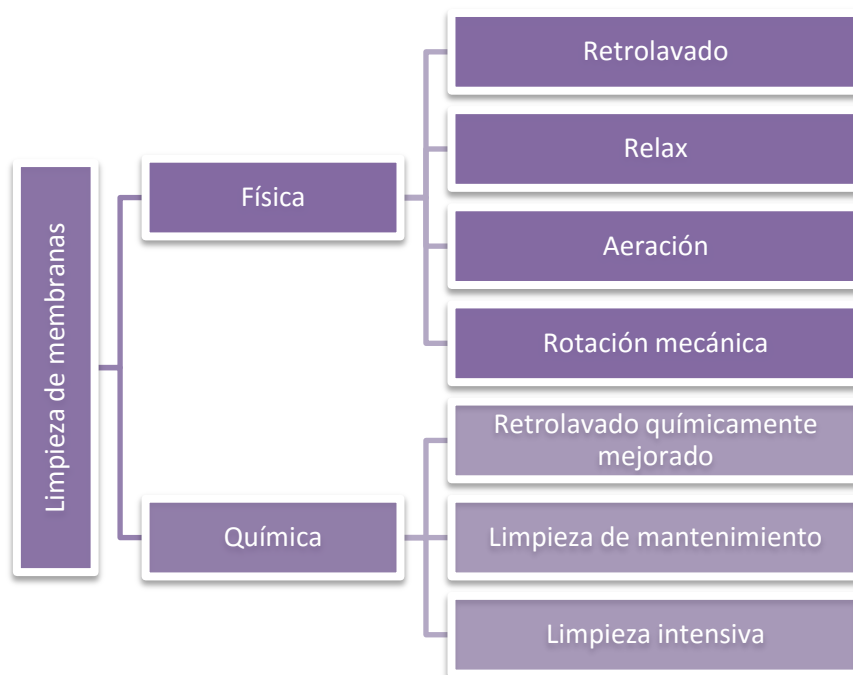 Limpieza de membranas
Física
Retrolavado
Relax
Aeración
Rotación mecánica
Química
Retrolavado químicamente
mejorado
Limpieza de mantenimiento
Limpieza intensiva